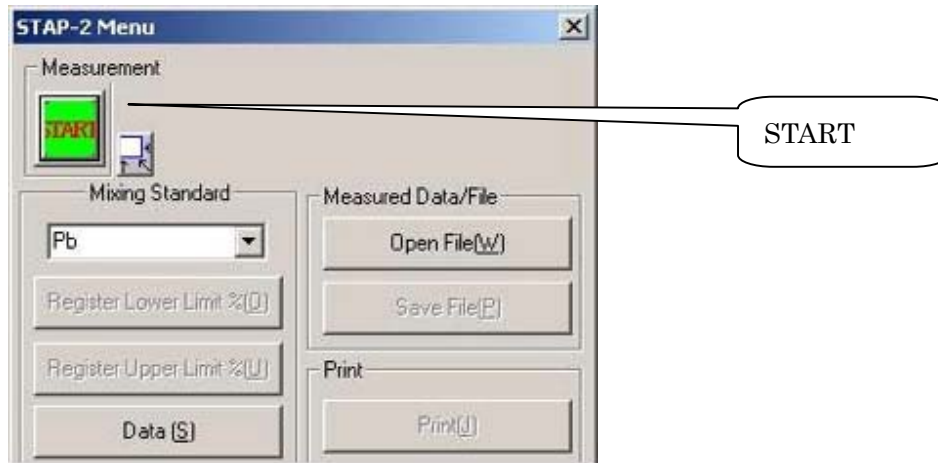 STAP-2 Menu
Measurement
START
START
Mixing Standard
Pb
Register Lower Limit %(D)
Register Upper Limit %(U)
Data (S)
Measured Data/File
Open File(W)
Save File(P)
Print
Print(J)